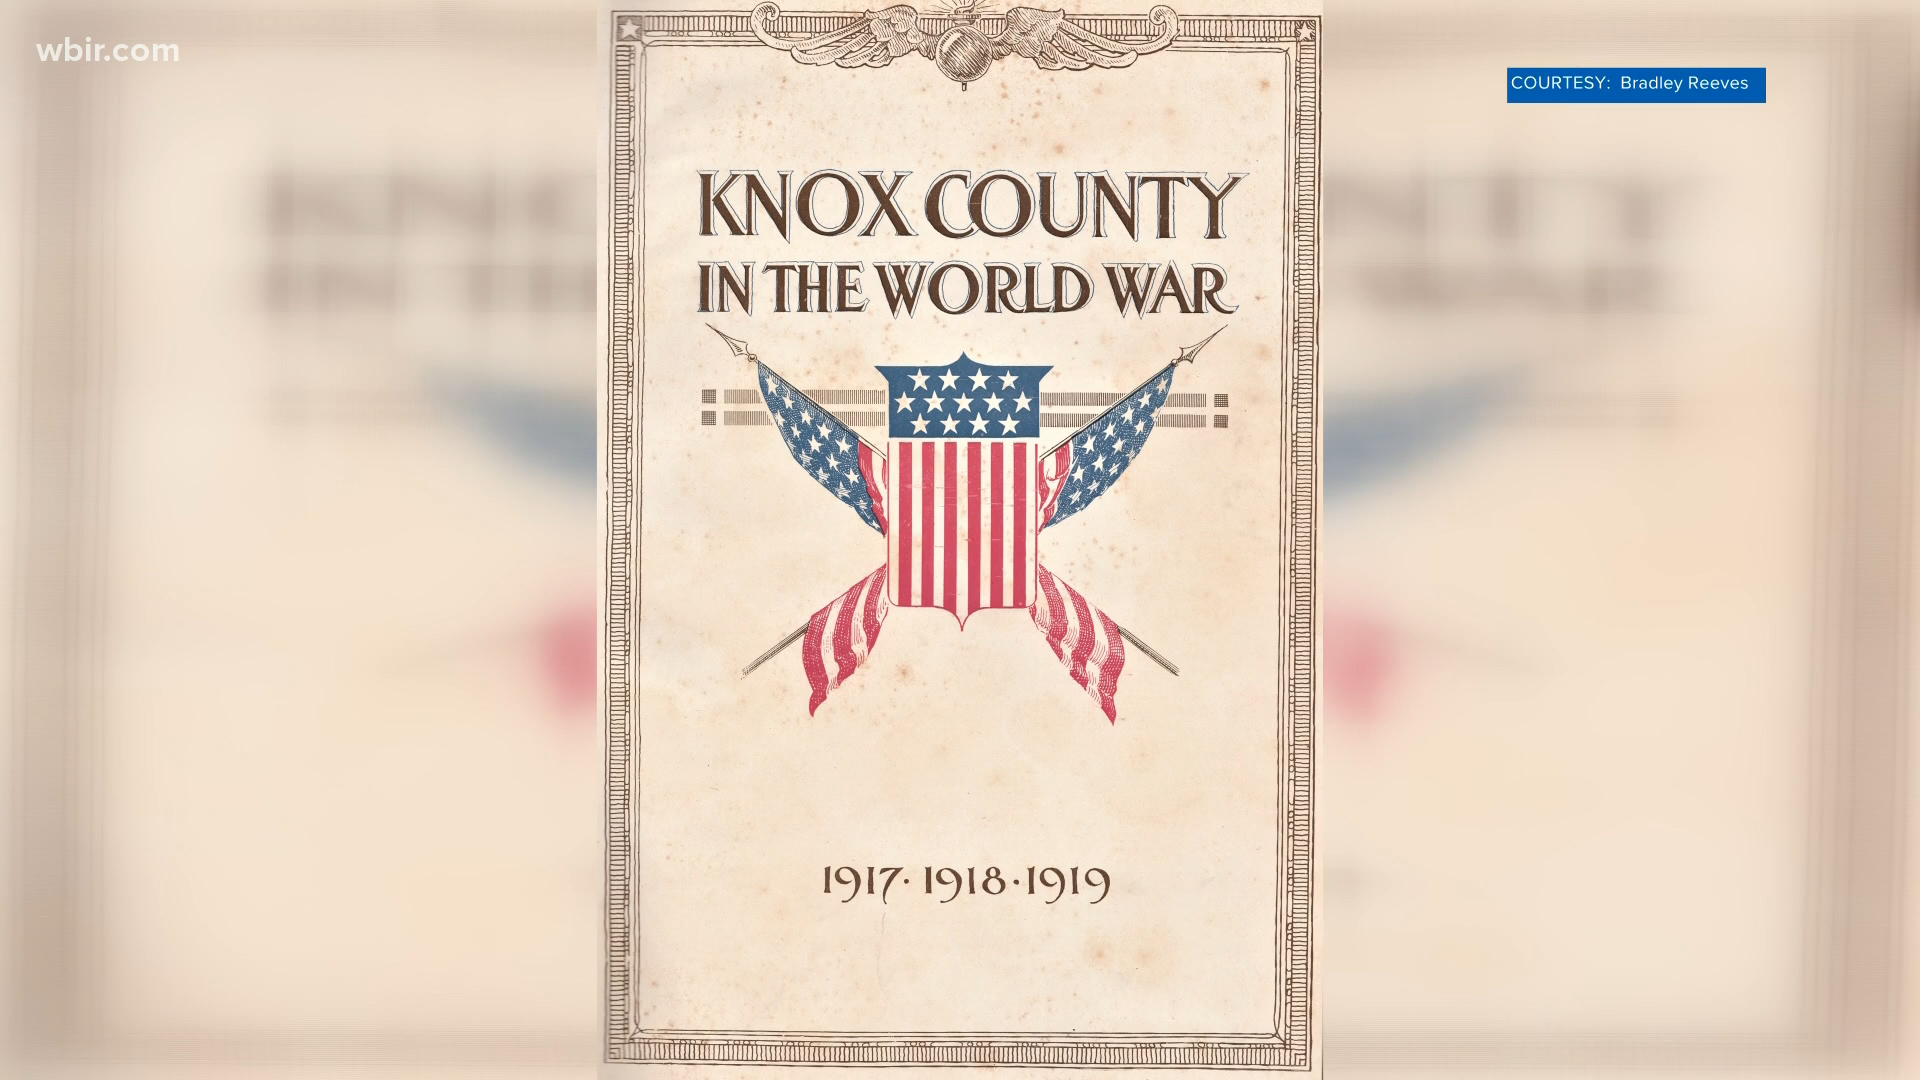 wbir.com
COURTESY: Bradley Reeves
KNOX COUNTY
IN THE WORLD WAR
1917·1918·1919